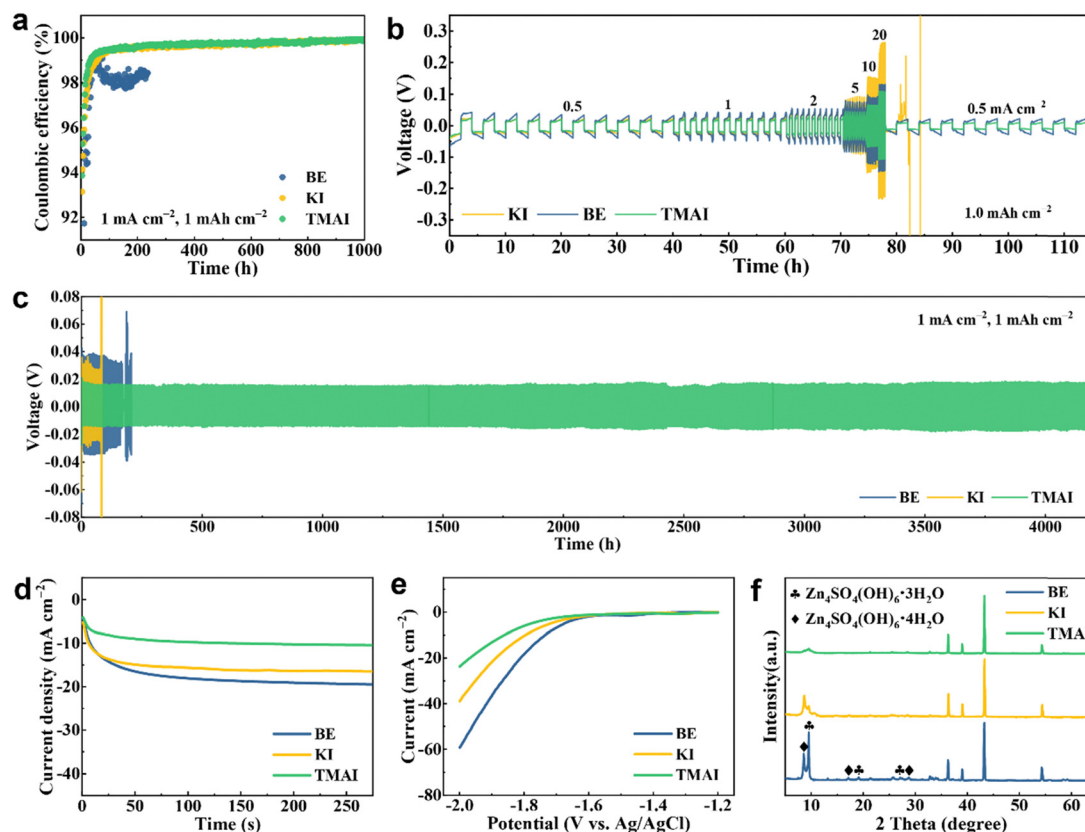 a
Coulombic efficiency (%)
100
98
96
94
92
BE
KI
TMAI
1 mA cm−2, 1 mAh cm−2
0 200 400 600 800 1000
Time (h)
b
Voltage (V)
0.3
0.2
0.1
0.0
-0.1
-0.2
-0.3
0.5
1
2
5
10
20
0.5 mA cm 2
1.0 mAh cm 2
KI BE TMAI
0 10 20 30 40 50 60 70 80 90 100 110
Time (h)
c
Voltage (V)
0.08
0.06
0.04
0.02
0.00
-0.02
-0.04
-0.06
-0.08
1 mA cm−2, 1 mAh cm−2
BE KI TMAI
0 500 1000 1500 2000 2500 3000 3500 4000
Time (h)
d
Current density (mA cm−2)
0
-10
-20
-30
-40
BE
KI
TMAI
0 50 100 150 200 250
Time (s)
e
Current (mA cm−2)
0
-20
-40
-60
-80
BE
KI
TMAI
-2.0 -1.8 -1.6 -1.4 -1.2
Potential (V vs. Ag/AgCl)
f
Intensity(a.u.)
♣ Zn4SO4(OH)6·3H2O
♦ Zn4SO4(OH)6·4H2O
BE
KI
TMAI
10 20 30 40 50 60
2 Theta (degree)